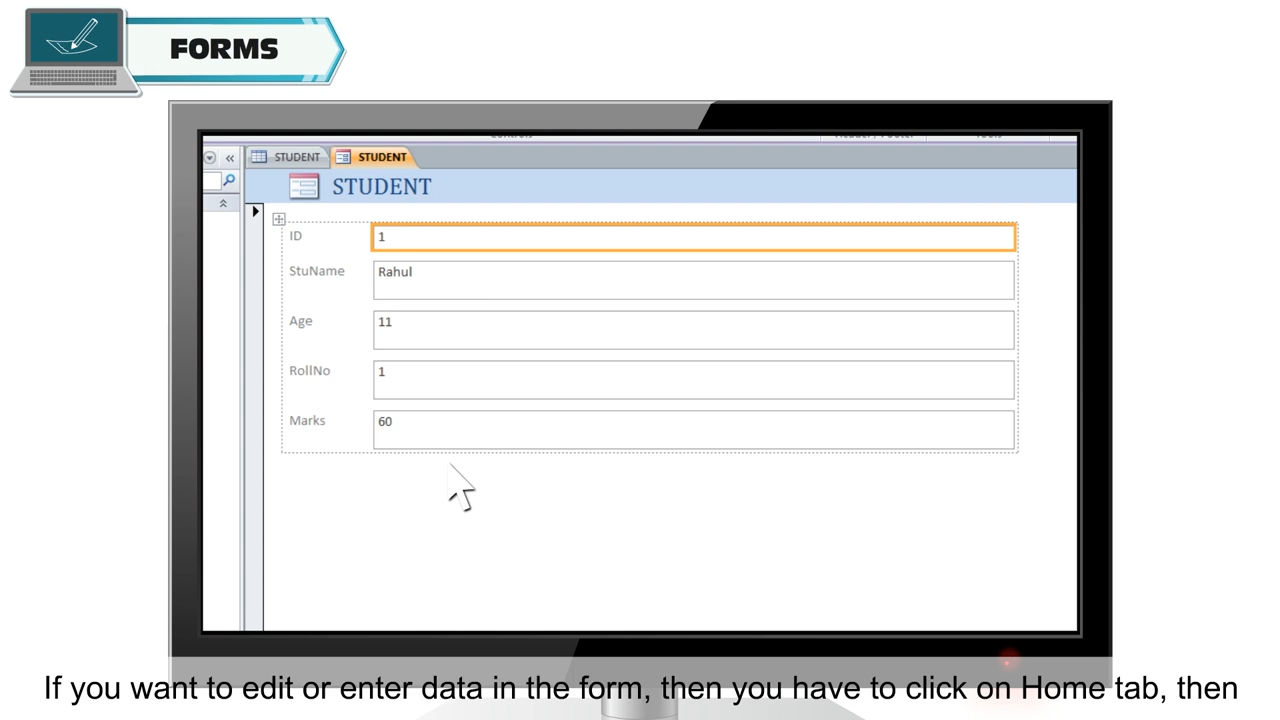 FORMS
STUDENT
STUDENT
STUDENT
ID
1
StuName
Rahul
Age
11
RollNo
1
Marks
60
If you want to edit or enter data in the form, then you have to click on Home tab, then